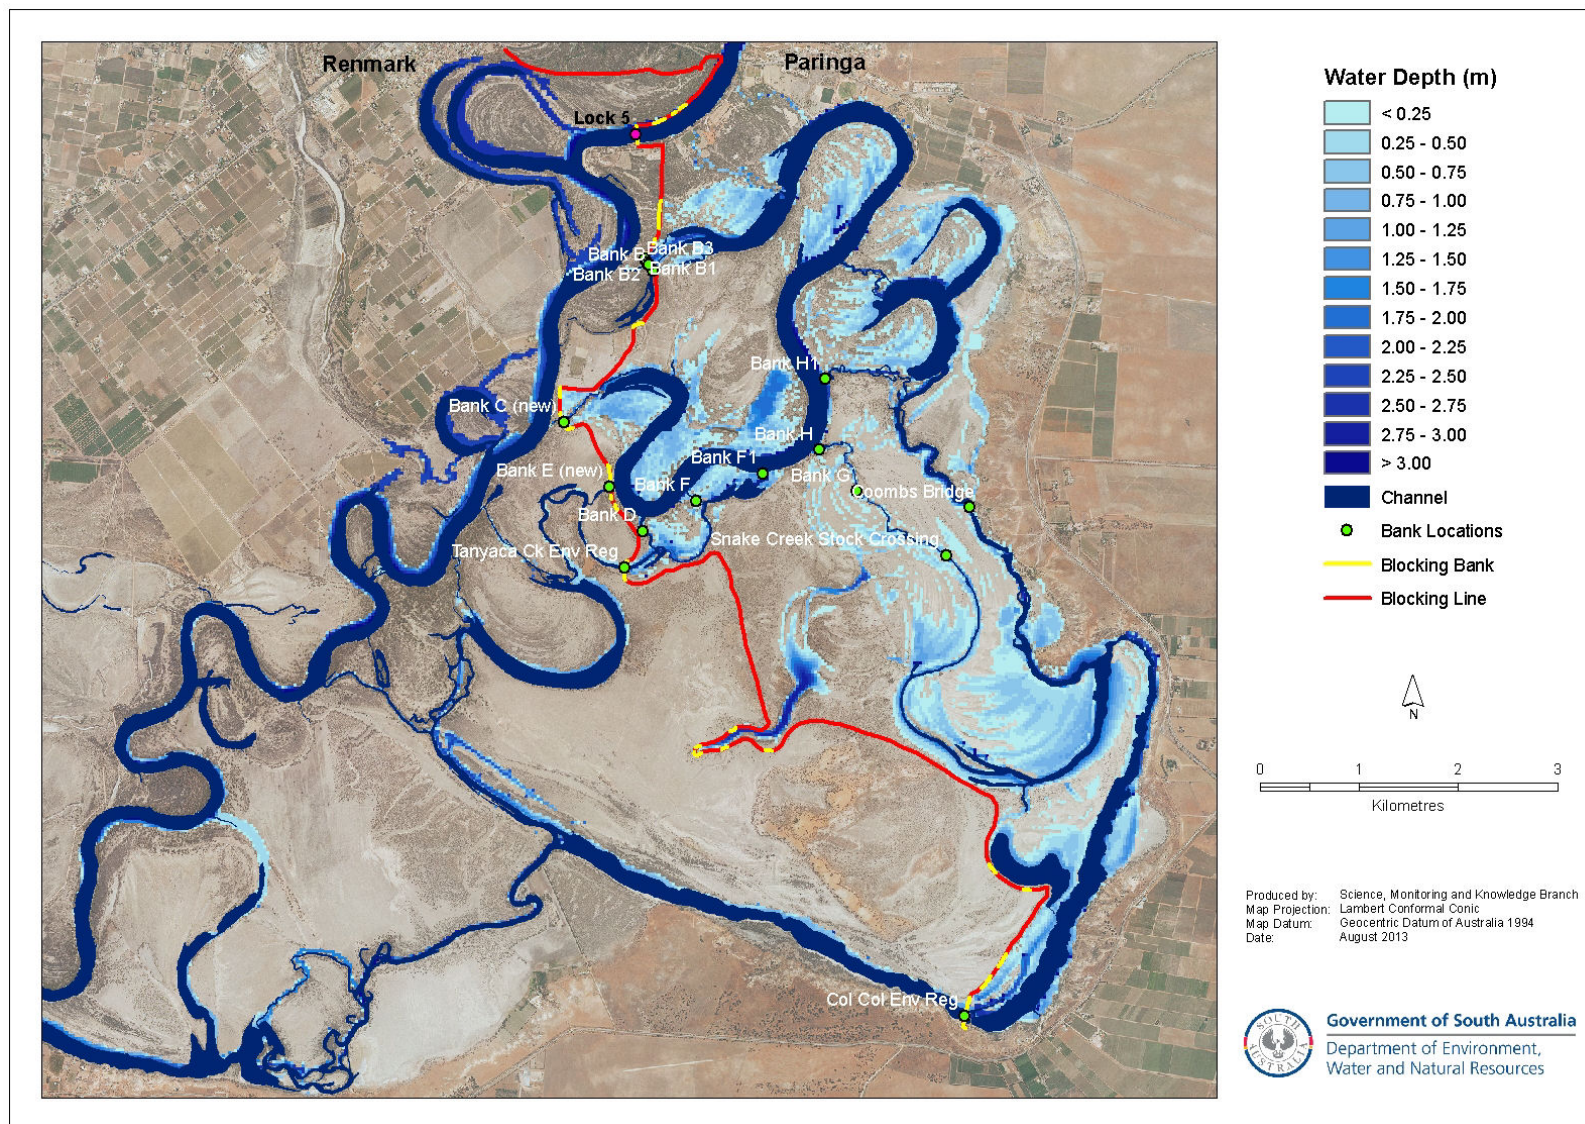 Renmark
Paringa
Lock 5
Bank B
Bank B3
Bank B2
Bank B1
Bank H1
Bank C (new)
Bank H
Bank F1
Bank E (new)
Bank G
Bank F
Coombs Bridge
Bank D
Snake Creek Stock Crossing
Tanyaca Ck Env Reg
Col Col Env Reg
Water Depth (m)
< 0.25
0.25 - 0.50
0.50 - 0.75
0.75 - 1.00
1.00 - 1.25
1.25 - 1.50
1.50 - 1.75
1.75 - 2.00
2.00 - 2.25
2.25 - 2.50
2.50 - 2.75
2.75 - 3.00
> 3.00
Channel
Bank Locations
Blocking Bank
Blocking Line
N
0 1 2 3
Kilometres
Produced by: Science, Monitoring and Knowledge Branch
Map Projection: Lambert Conformal Conic
Map Datum: Geocentric Datum of Australia 1994
Date: August 2013
SOUTH AUSTRALIA
Government of South Australia
Department of Environment,
Water and Natural Resources